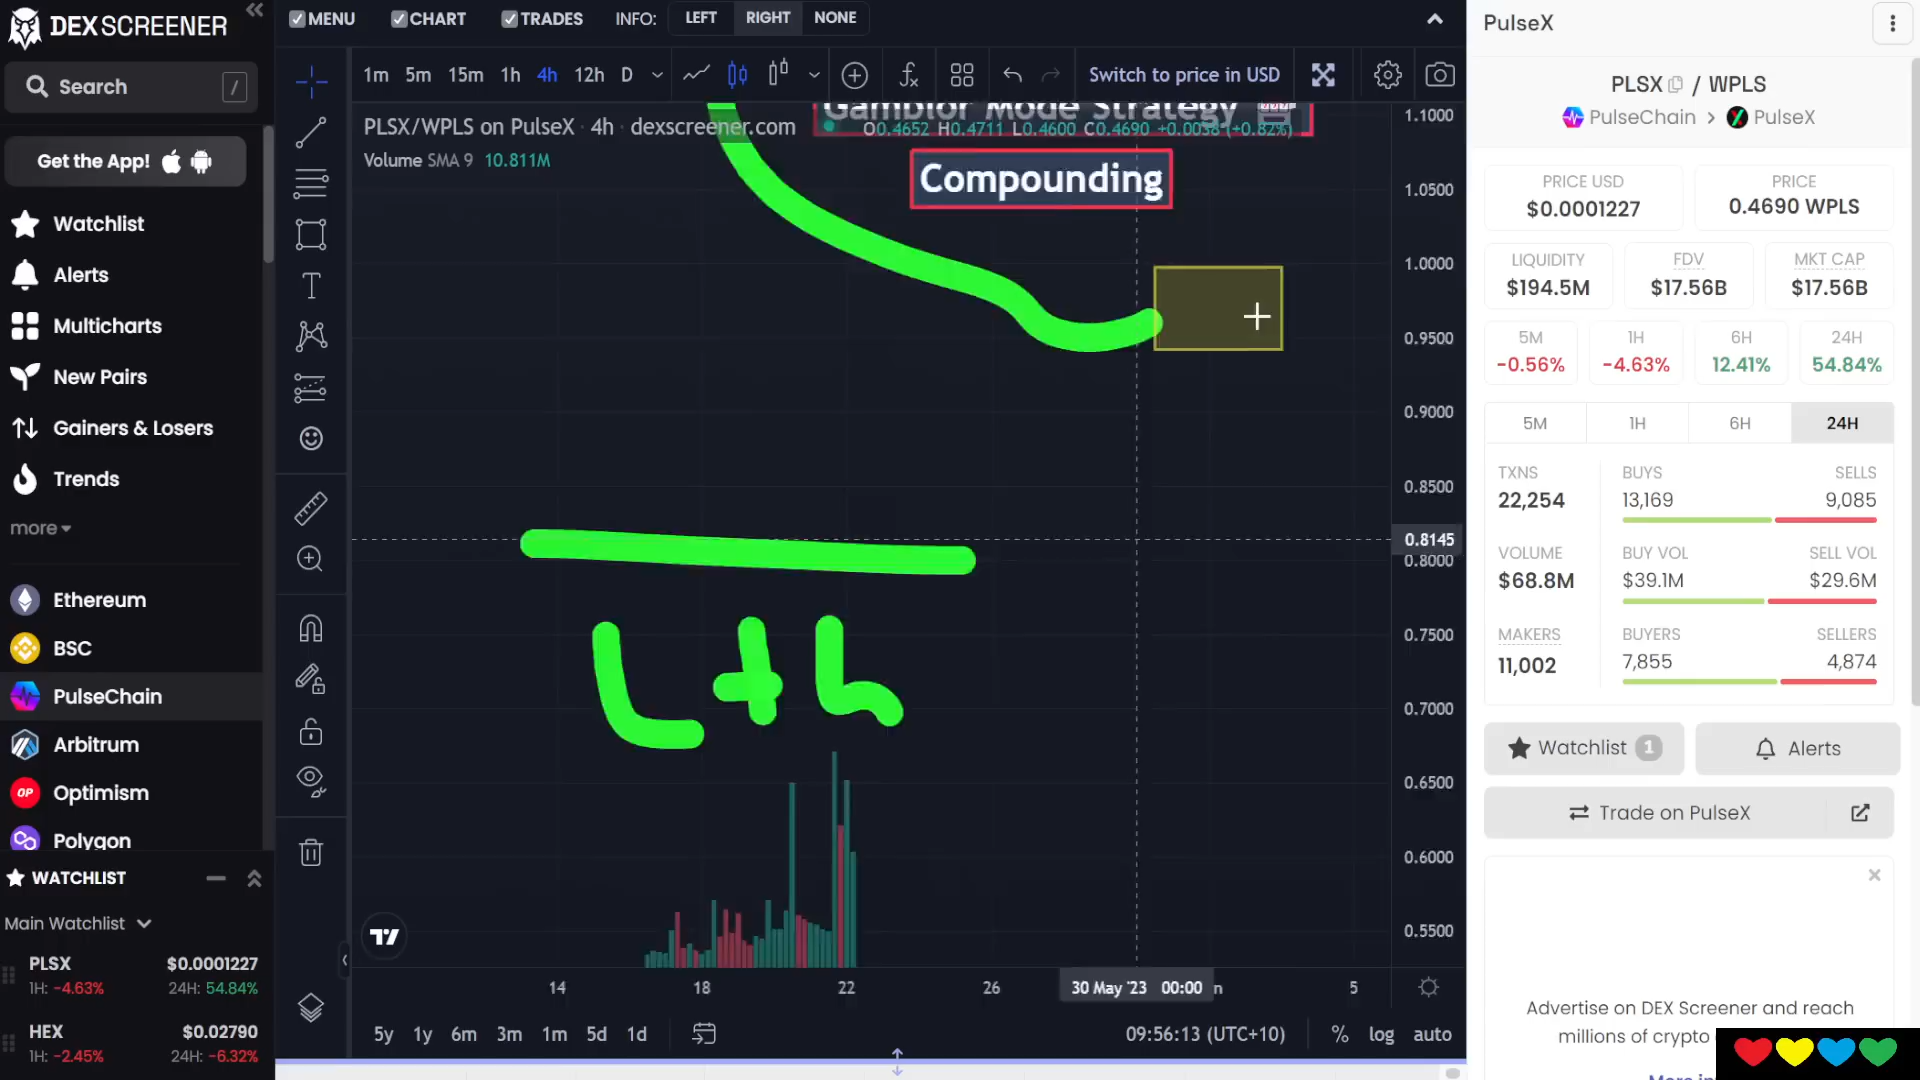 DEX SCREENER
Search /
Get the App!
Watchlist
Alerts
Multicharts
New Pairs
Gainers & Losers
Trends
more
Ethereum
BSC
PulseChain
Arbitrum
OP Optimism
Polygon
WATCHLIST
Main Watchlist
PLSX $0.0001227
1H: -4.63% 24H: 54.84%
HEX $0.02790
1H: -2.45% 24H: -6.32%
MENU CHART TRADES INFO: LEFT RIGHT NONE
1m 5m 15m 1h 4h 12h D Switch to price in USD
Gamblor Mode Strategy
PLSX/WPLS on PulseX · 4h · dexscreener.com O0.4652 H0.4711 L0.4600 C0.4690 +0.0038 (+0.82%)
Volume SMA 9 10.811M
Compounding
1.1000
1.0500
1.0000
0.9500
0.9000
0.8500
0.8145
0.8000
0.7500
0.7000
0.6500
0.6000
0.5500
14 18 22 26 30 May '23 00:00 5
5y 1y 6m 3m 1m 5d 1d 09:56:13 (UTC+10) % log auto
PulseX
PLSX / WPLS
PulseChain > PulseX
PRICE USD PRICE
$0.0001227 0.4690 WPLS
LIQUIDITY FDV MKT CAP
$194.5M $17.56B $17.56B
5M 1H 6H 24H
-0.56% -4.63% 12.41% 54.84%
5M 1H 6H 24H
TXNS BUYS SELLS
22,254 13,169 9,085
VOLUME BUY VOL SELL VOL
$68.8M $39.1M $29.6M
MAKERS BUYERS SELLERS
11,002 7,855 4,874
Watchlist 1 Alerts
Trade on PulseX
Advertise on DEX Screener and reach
millions of crypto